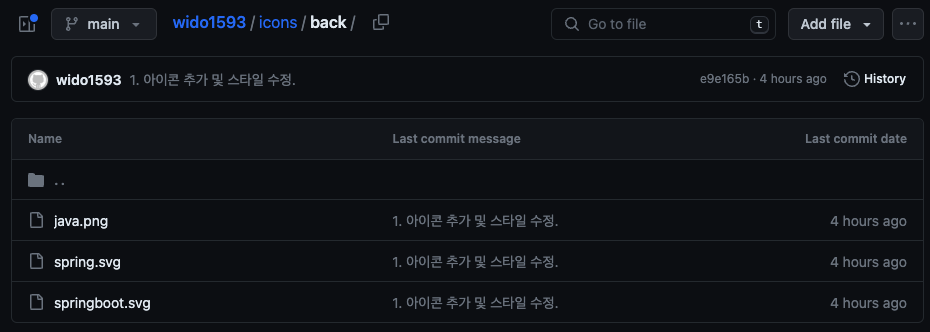 main wido1593 / icons / back / Go to file t Add file
wido1593 1. 아이콘 추가 및 스타일 수정. e9e165b · 4 hours ago History
Name Last commit message Last commit date
..
java.png 1. 아이콘 추가 및 스타일 수정. 4 hours ago
spring.svg 1. 아이콘 추가 및 스타일 수정. 4 hours ago
springboot.svg 1. 아이콘 추가 및 스타일 수정. 4 hours ago